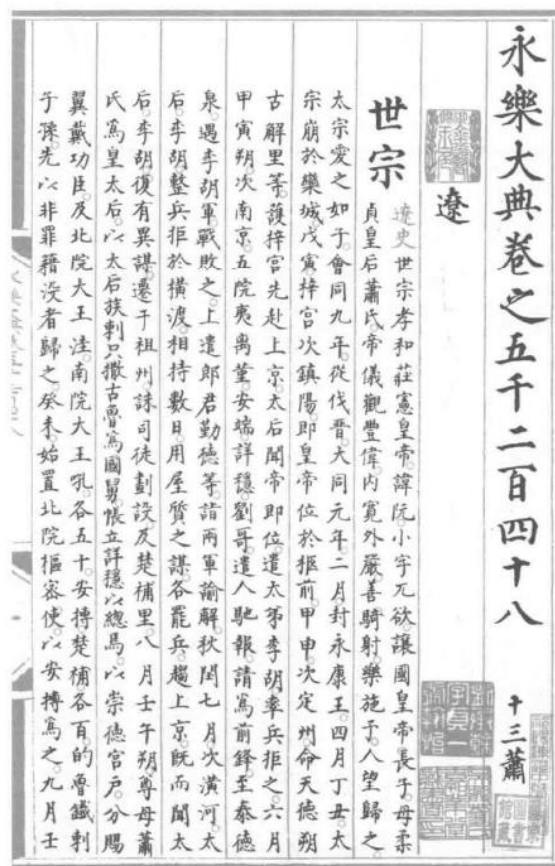 永樂大典卷之五千二百四十八 十三蕭
遼
世宗
遼史世宗孝和莊憲皇帝諱阮小字兀欲讓國皇帝長子母柔
貞皇后蕭氏帝儀觀豐偉內寬外嚴善騎射樂施予人望歸之
太宗愛之如子會同九年從伐晉大同元年二月封永康王四月丁丑太
宗崩於欒城戊寅梓宮次鎮陽即皇帝位於柩前甲申次定州命天德朔
古解里等護梓宮先赴上京太后聞帝即位遣太弟李胡率兵拒之六月
甲寅朔次南京五院夷离堇安端詳穩劉哥遣人馳報請為前鋒至泰德
泉遇李胡軍戰敗之上遣郎君勤德等詣兩軍諭解秋閏七月次潢河太
后李胡整兵拒於橫渡相持數日用屋質之謀各罷兵趨上京既而聞太
后李胡復有異謀遷于祖州誅司徒劃設及楚補里八月壬午朔尊母蕭
氏為皇太后以太后族剌只撒古魯為國舅帳立詳穩以總焉以崇德宮戶分賜
翼戴功臣及北院大王洼南院大王吼各五十安摶楚補各百的魯鐵剌
子孫先以非罪籍沒者歸之癸未始置北院樞密使以安摶為之九月壬